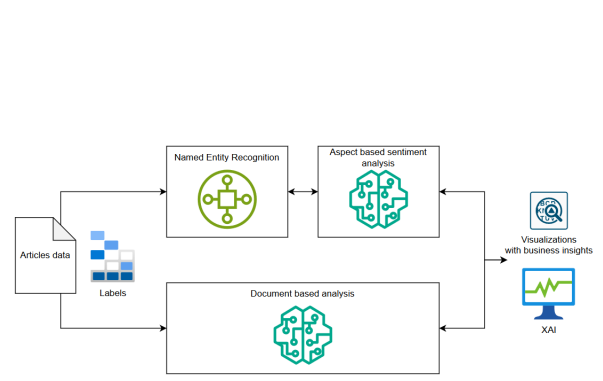 Named Entity Recognition
Aspect based sentiment
analysis
Articles data
Labels
Visualizations
with business insights
Document based analysis
XAI